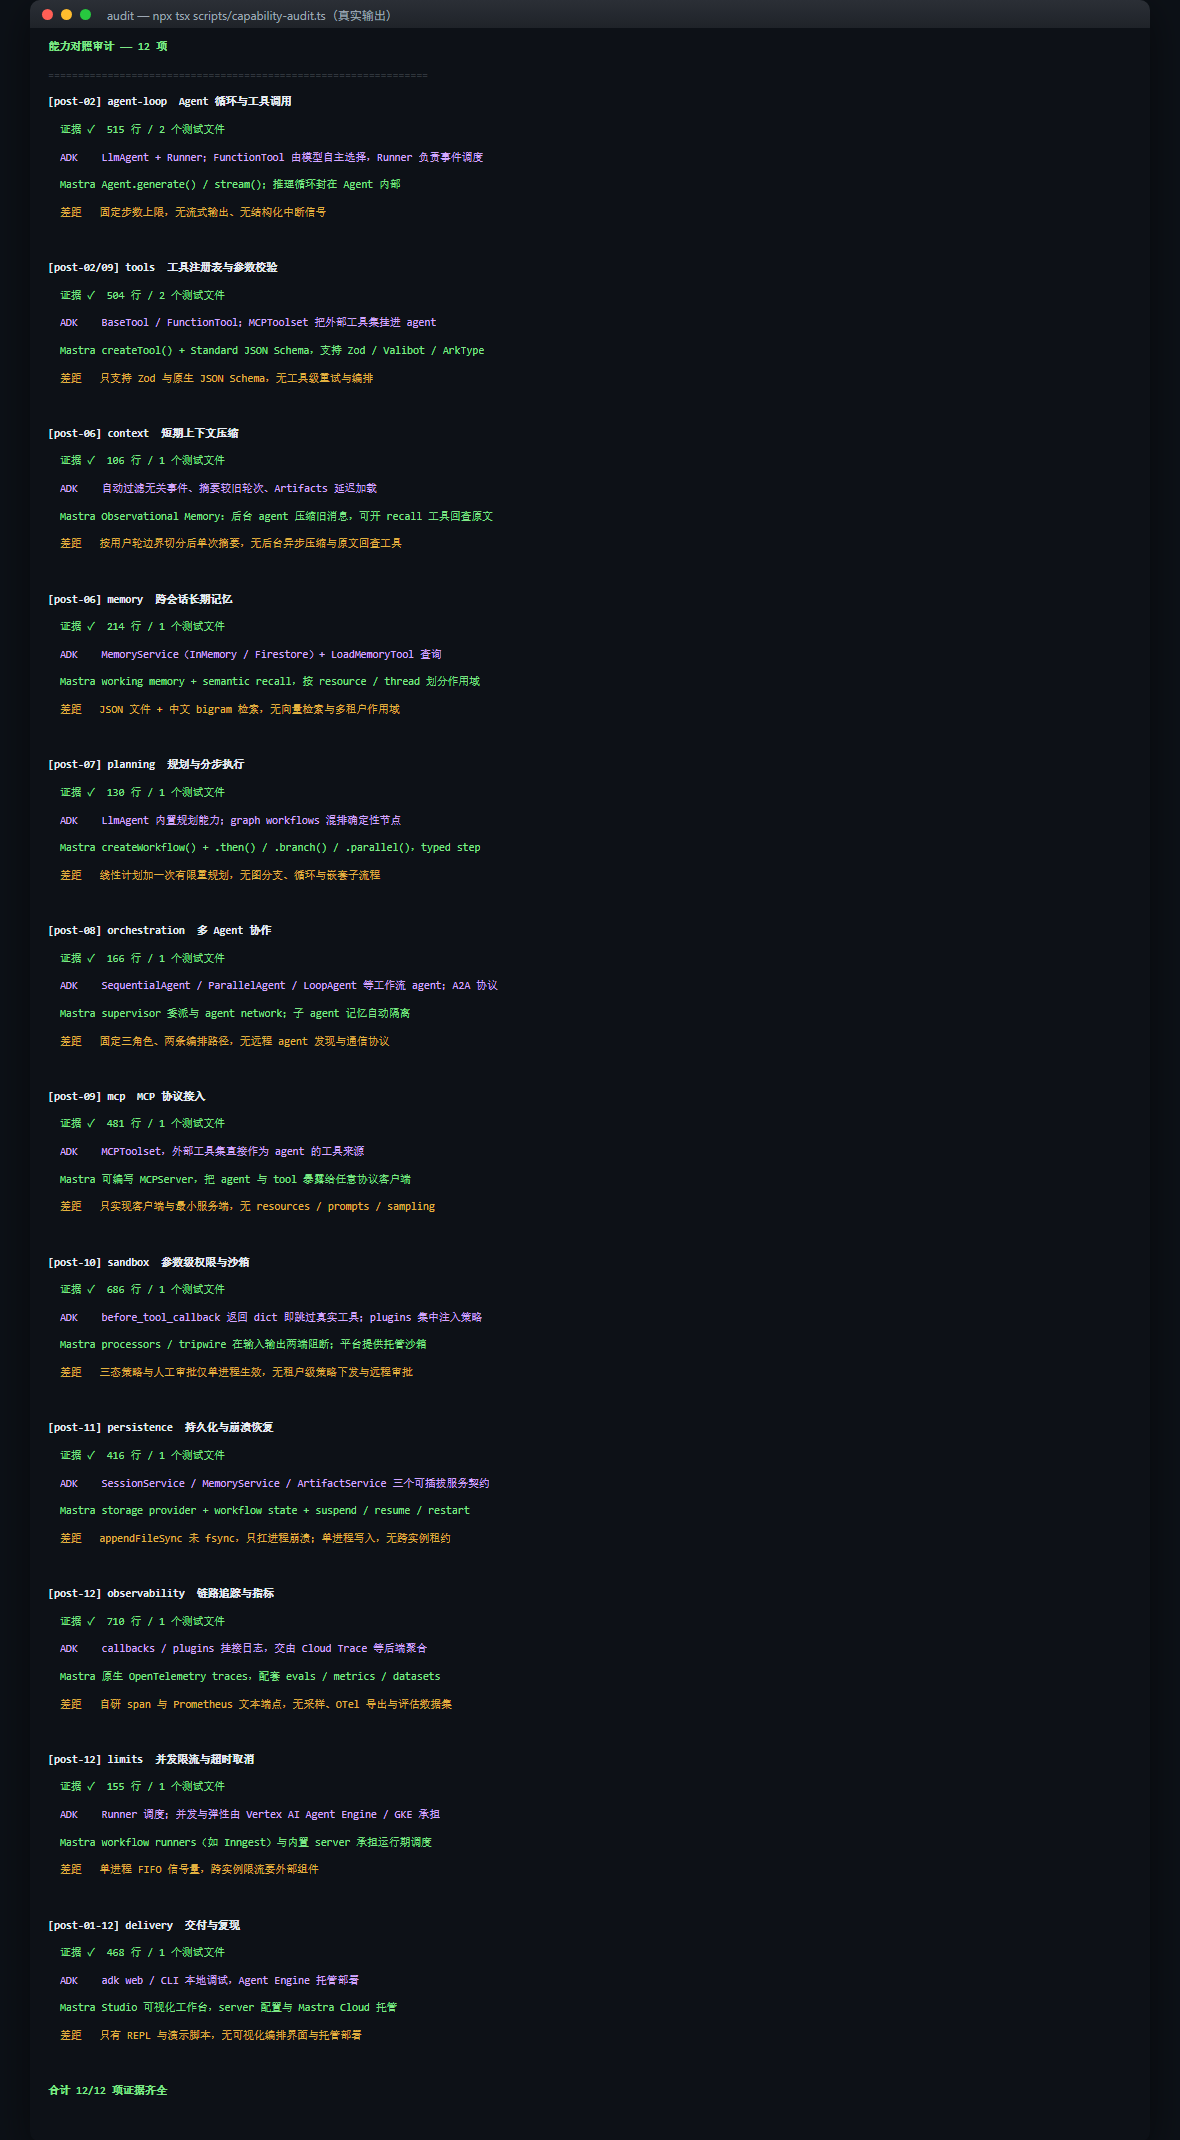 audit — npx tsx scripts/capability-audit.ts（真实输出）
能力对照审计 —— 12 项
================================================================
[post-02] agent-loop  Agent 循环与工具调用
证据 ✓  515 行 / 2 个测试文件
ADK    LlmAgent + Runner；FunctionTool 由模型自主选择，Runner 负责事件调度
Mastra Agent.generate() / stream()；推理循环封在 Agent 内部
差距   固定步数上限，无流式输出、无结构化中断信号
[post-02/09] tools  工具注册表与参数校验
证据 ✓  504 行 / 2 个测试文件
ADK    BaseTool / FunctionTool；MCPToolset 把外部工具集挂进 agent
Mastra createTool() + Standard JSON Schema，支持 Zod / Valibot / ArkType
差距   只支持 Zod 与原生 JSON Schema，无工具级重试与编排
[post-06] context  短期上下文压缩
证据 ✓  106 行 / 1 个测试文件
ADK    自动过滤无关事件、摘要较旧轮次、Artifacts 延迟加载
Mastra Observational Memory：后台 agent 压缩旧消息，可开 recall 工具回查原文
差距   按用户轮边界切分后单次摘要，无后台异步压缩与原文回查工具
[post-06] memory  跨会话长期记忆
证据 ✓  214 行 / 1 个测试文件
ADK    MemoryService（InMemory / Firestore）+ LoadMemoryTool 查询
Mastra working memory + semantic recall，按 resource / thread 划分作用域
差距   JSON 文件 + 中文 bigram 检索，无向量检索与多租户作用域
[post-07] planning  规划与分步执行
证据 ✓  130 行 / 1 个测试文件
ADK    LlmAgent 内置规划能力；graph workflows 混排确定性节点
Mastra createWorkflow() + .then() / .branch() / .parallel()，typed step
差距   线性计划加一次有限重规划，无图分支、循环与嵌套子流程
[post-08] orchestration  多 Agent 协作
证据 ✓  166 行 / 1 个测试文件
ADK    SequentialAgent / ParallelAgent / LoopAgent 等工作流 agent；A2A 协议
Mastra supervisor 委派与 agent network；子 agent 记忆自动隔离
差距   固定三角色、两条编排路径，无远程 agent 发现与通信协议
[post-09] mcp  MCP 协议接入
证据 ✓  481 行 / 1 个测试文件
ADK    MCPToolset，外部工具集直接作为 agent 的工具来源
Mastra 可编写 MCPServer，把 agent 与 tool 暴露给任意协议客户端
差距   只实现客户端与最小服务端，无 resources / prompts / sampling
[post-10] sandbox  参数级权限与沙箱
证据 ✓  686 行 / 1 个测试文件
ADK    before_tool_callback 返回 dict 即跳过真实工具；plugins 集中注入策略
Mastra processors / tripwire 在输入输出两端阻断；平台提供托管沙箱
差距   三态策略与人工审批仅单进程生效，无租户级策略下发与远程审批
[post-11] persistence  持久化与崩溃恢复
证据 ✓  416 行 / 1 个测试文件
ADK    SessionService / MemoryService / ArtifactService 三个可插拔服务契约
Mastra storage provider + workflow state + suspend / resume / restart
差距   appendFileSync 未 fsync，只扛进程崩溃；单进程写入，无跨实例租约
[post-12] observability  链路追踪与指标
证据 ✓  710 行 / 1 个测试文件
ADK    callbacks / plugins 挂接日志，交由 Cloud Trace 等后端聚合
Mastra 原生 OpenTelemetry traces，配套 evals / metrics / datasets
差距   自研 span 与 Prometheus 文本端点，无采样、OTel 导出与评估数据集
[post-12] limits  并发限流与超时取消
证据 ✓  155 行 / 1 个测试文件
ADK    Runner 调度；并发与弹性由 Vertex AI Agent Engine / GKE 承担
Mastra workflow runners（如 Inngest）与内置 server 承担运行期调度
差距   单进程 FIFO 信号量，跨实例限流要外部组件
[post-01-12] delivery  交付与复现
证据 ✓  468 行 / 1 个测试文件
ADK    adk web / CLI 本地调试，Agent Engine 托管部署
Mastra Studio 可视化工作台，server 配置与 Mastra Cloud 托管
差距   只有 REPL 与演示脚本，无可视化编排界面与托管部署
合计 12/12 项证据齐全